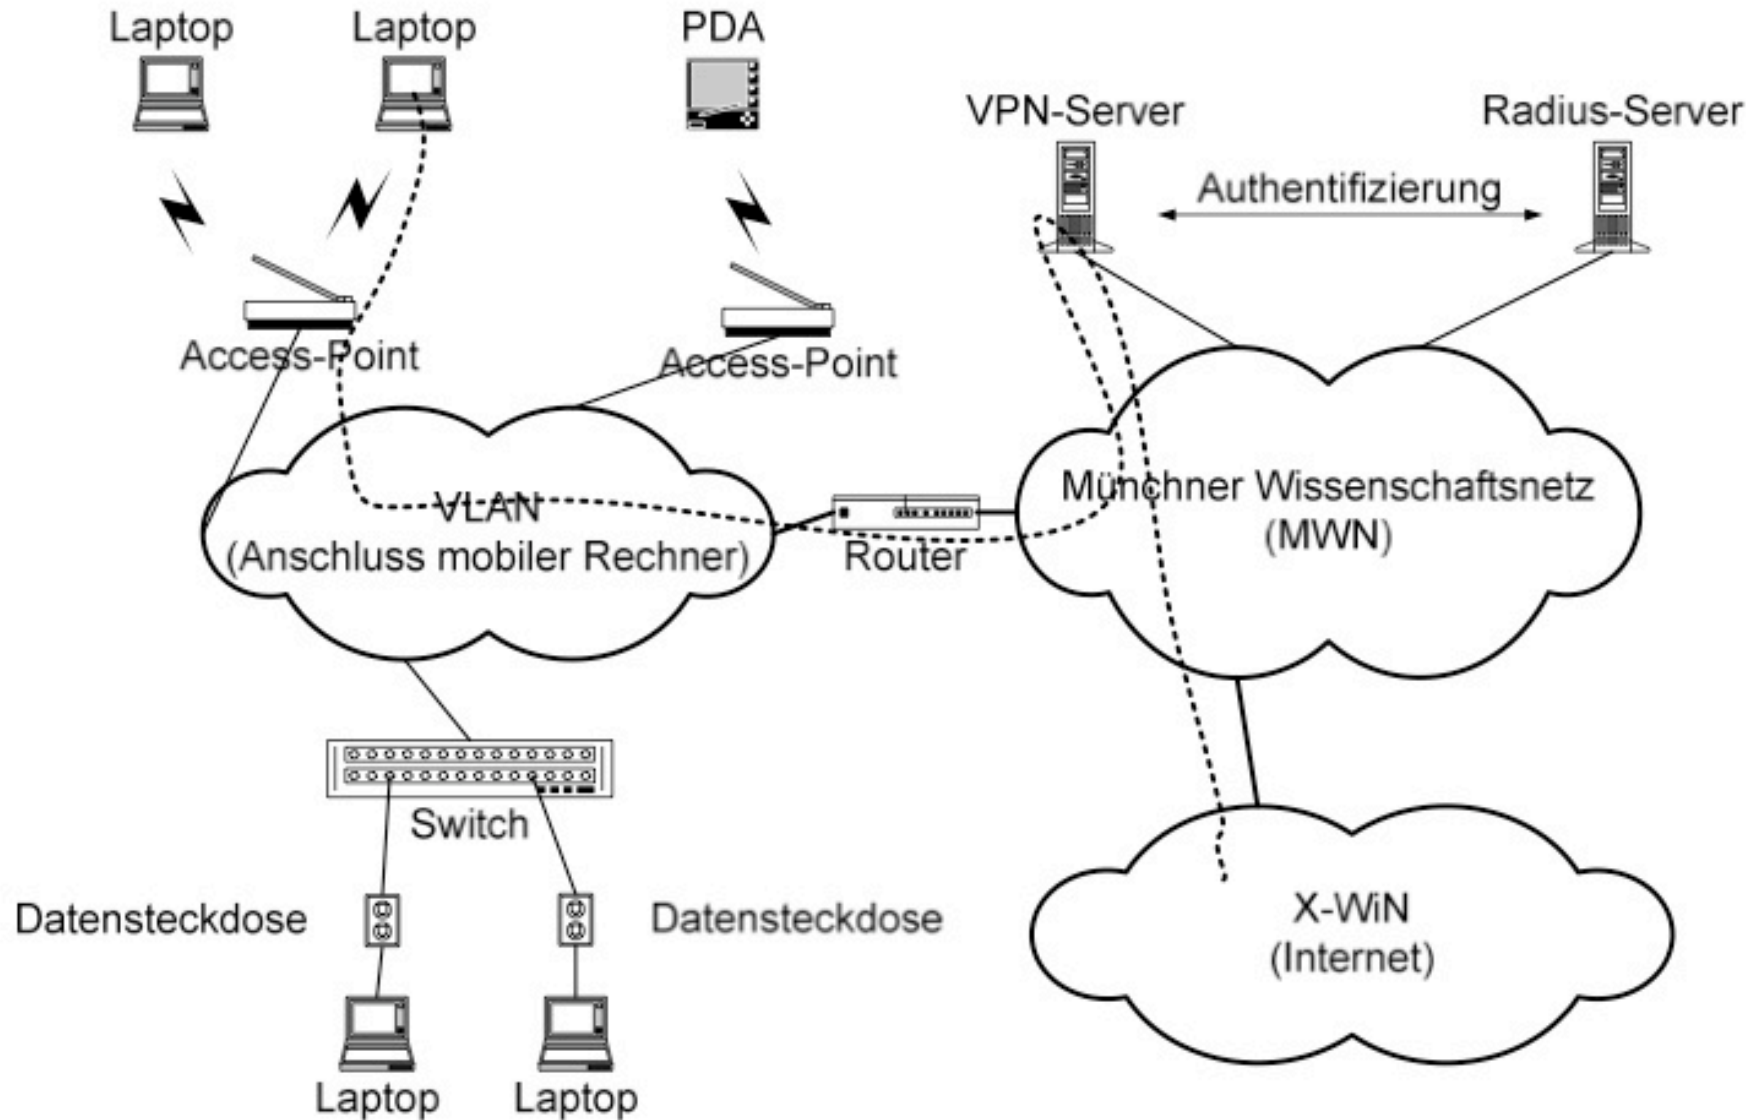 Laptop
Laptop
PDA
VPN-Server
Radius-Server
Authentifizierung
Access-Point
Access-Point
VLAN
(Anschluss mobiler Rechner)
Router
Münchner Wissenschaftsnetz
(MWN)
Switch
Datensteckdose
Datensteckdose
X-WiN
(Internet)
Laptop
Laptop